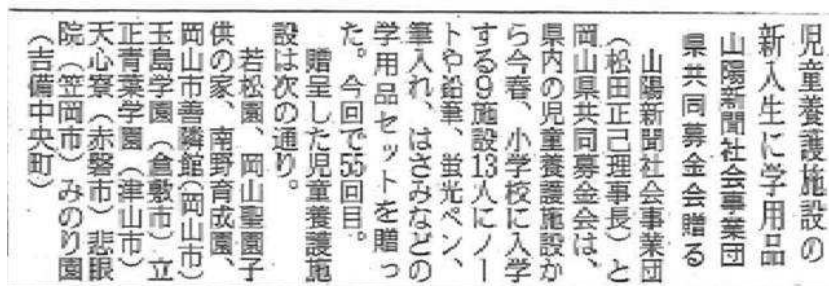 児童養護施設の
新入生に学用品
山陽新聞社会事業団
県共同募金会贈る
山陽新聞社会事業団
（松田正己理事長）と
岡山県共同募金会は、
県内の児童養護施設か
ら今春、小学校に入学
する9施設13人にノー
トや鉛筆、蛍光ペン、
筆入れ、はさみなどの
学用品セットを贈っ
た。今回で55回目。
贈呈した児童養護施
設は次の通り。
若松園、岡山聖園子
供の家、南野育成園、
岡山市善隣館（岡山市）
玉島学園（倉敷市）立
正青葉学園（津山市）
天心寮（赤磐市）悲眼
院（笠岡市）みのり園
（吉備中央町）